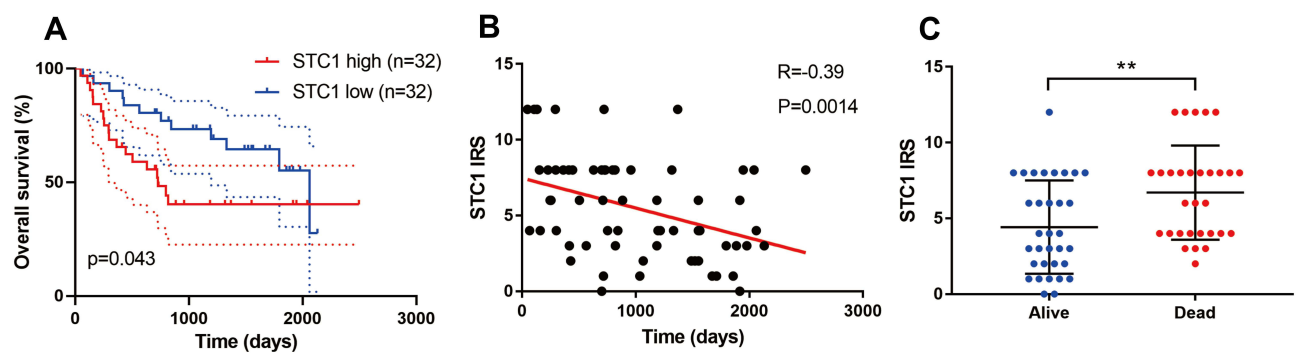 A
STC1 high (n=32)
STC1 low (n=32)
Overall survival (%)
100
50
0
p=0.043
0 1000 2000 3000
Time (days)
B
R=-0.39
P=0.0014
STC1 IRS
15
10
5
0
0 1000 2000 3000
Time (days)
C
**
STC1 IRS
15
10
5
0
Alive Dead